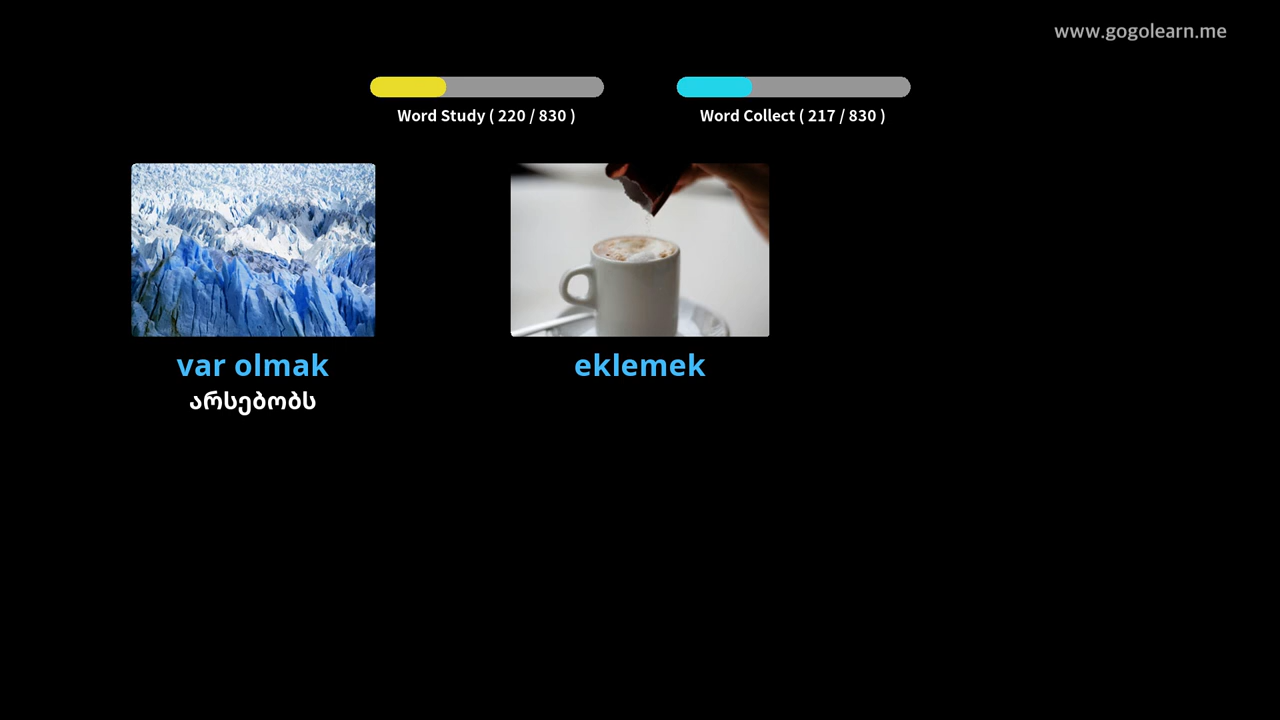 www.gogolearn.me
Word Study ( 220 / 830 )
Word Collect ( 217 / 830 )
var olmak
არსებობს
eklemek